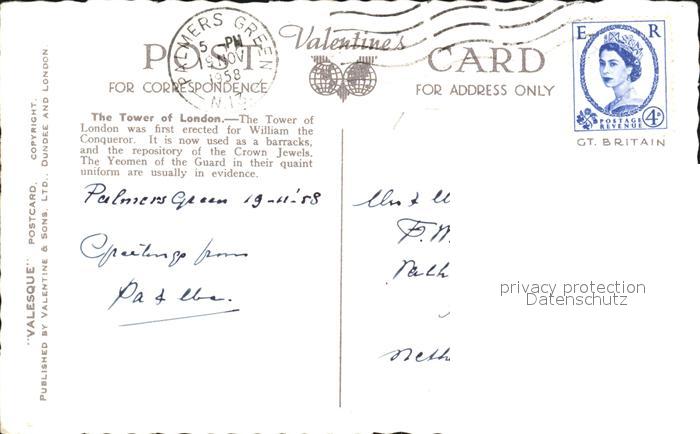 PALMERS GREEN
5 - PM
19 NOV
1958
N.13
Valentine's
POST CARD
FOR CORRESPONDENCE
FOR ADDRESS ONLY
E R
POSTAGE
REVENUE
4D
GT. BRITAIN
The Tower of London.—The Tower of
London was first erected for William the
Conqueror. It is now used as a barracks,
and the repository of the Crown Jewels.
The Yeomen of the Guard in their quaint
uniform are usually in evidence.
Palmers Green 19-11-'58
Greetings from
Pa &
&
F.
Neth
privacy protection
Datenschutz
"VALESQUE" POSTCARD, COPYRIGHT.
PUBLISHED BY VALENTINE & SONS, LTD., DUNDEE AND LONDON.